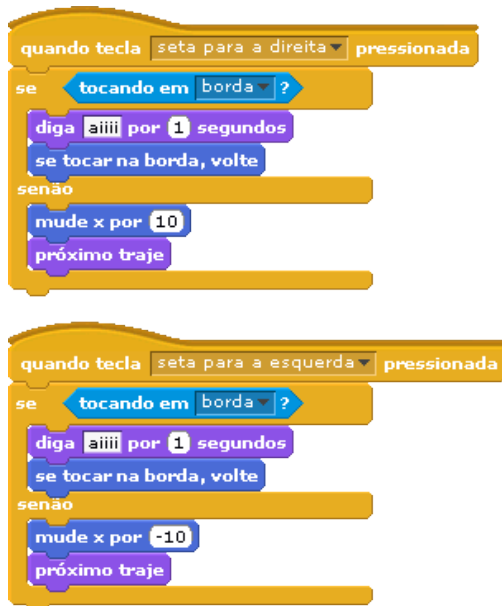 quando tecla seta para a direita pressionada
se tocando em borda ?
diga aiiii por 1 segundos
se tocar na borda, volte
senão
mude x por 10
próximo traje
quando tecla seta para a esquerda pressionada
se tocando em borda ?
diga aiiii por 1 segundos
se tocar na borda, volte
senão
mude x por -10
próximo traje